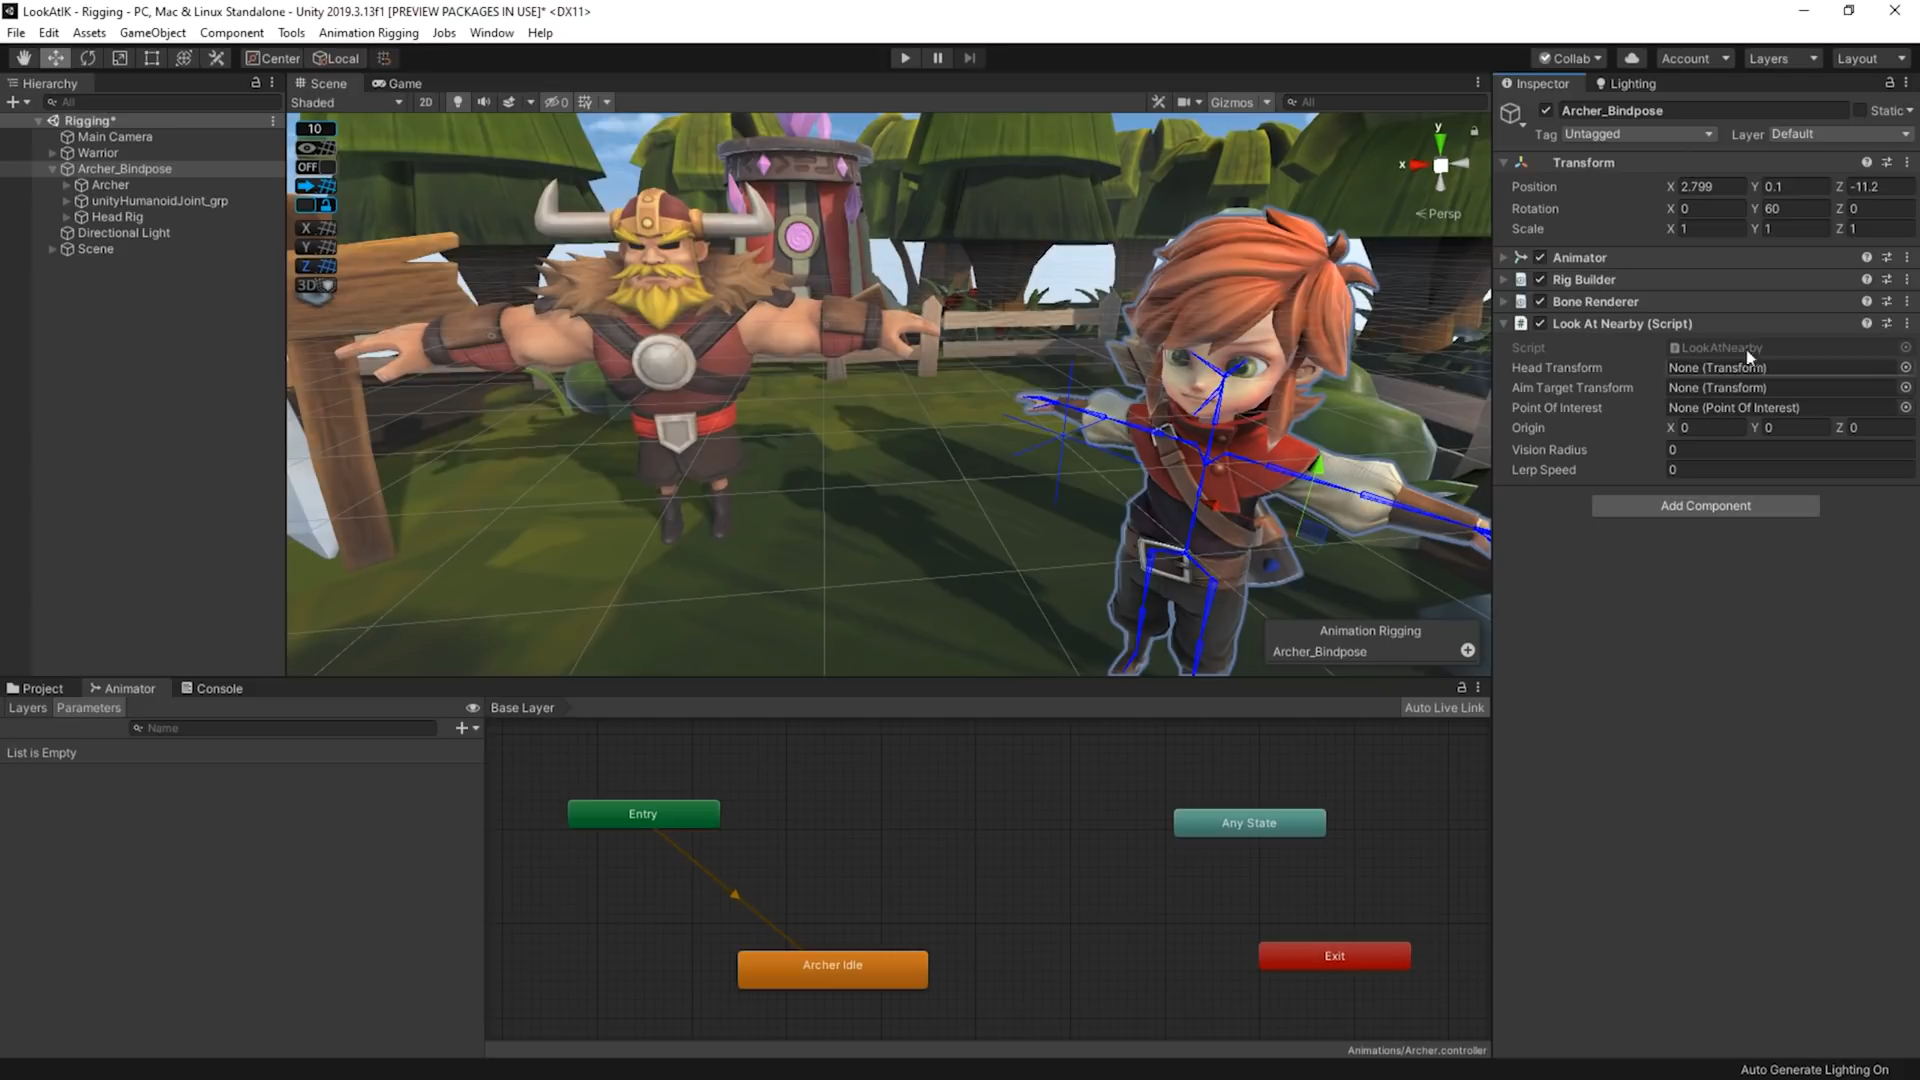 LookAtIK - Rigging - PC, Mac & Linux Standalone - Unity 2019.3.13f1 [PREVIEW PACKAGES IN USE]* <DX11>
File Edit Assets GameObject Component Tools Animation Rigging Jobs Window Help
Center Local Collab Account Layers Layout
Hierarchy Scene Game Inspector Lighting
All Shaded 2D 0 Gizmos All
Rigging*
Main Camera
Warrior
Archer_Bindpose
Archer
unityHumanoidJoint_grp
Head Rig
Directional Light
Scene
10
OFF
X
Y
Z
3D
y
x
Persp
Animation Rigging
Archer_Bindpose
Archer_Bindpose Static
Tag Untagged Layer Default
Transform
Position X 2.799 Y 0.1 Z -11.2
Rotation X 0 Y 60 Z 0
Scale X 1 Y 1 Z 1
Animator
Rig Builder
Bone Renderer
Look At Nearby (Script)
Script LookAtNearby
Head Transform None (Transform)
Aim Target Transform None (Transform)
Point Of Interest None (Point Of Interest)
Origin X 0 Y 0 Z 0
Vision Radius 0
Lerp Speed 0
Add Component
Project Animator Console
Layers Parameters Base Layer Auto Live Link
Name
List is Empty
Entry
Any State
Exit
Archer Idle
Animations/Archer.controller
Auto Generate Lighting On